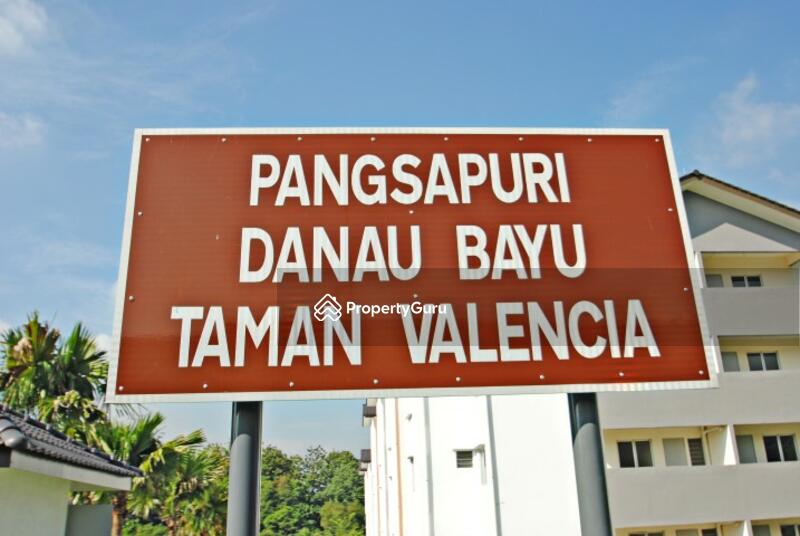 PANGSAPURI
DANAU BAYU
TAMAN VALENCIA
PropertyGuru